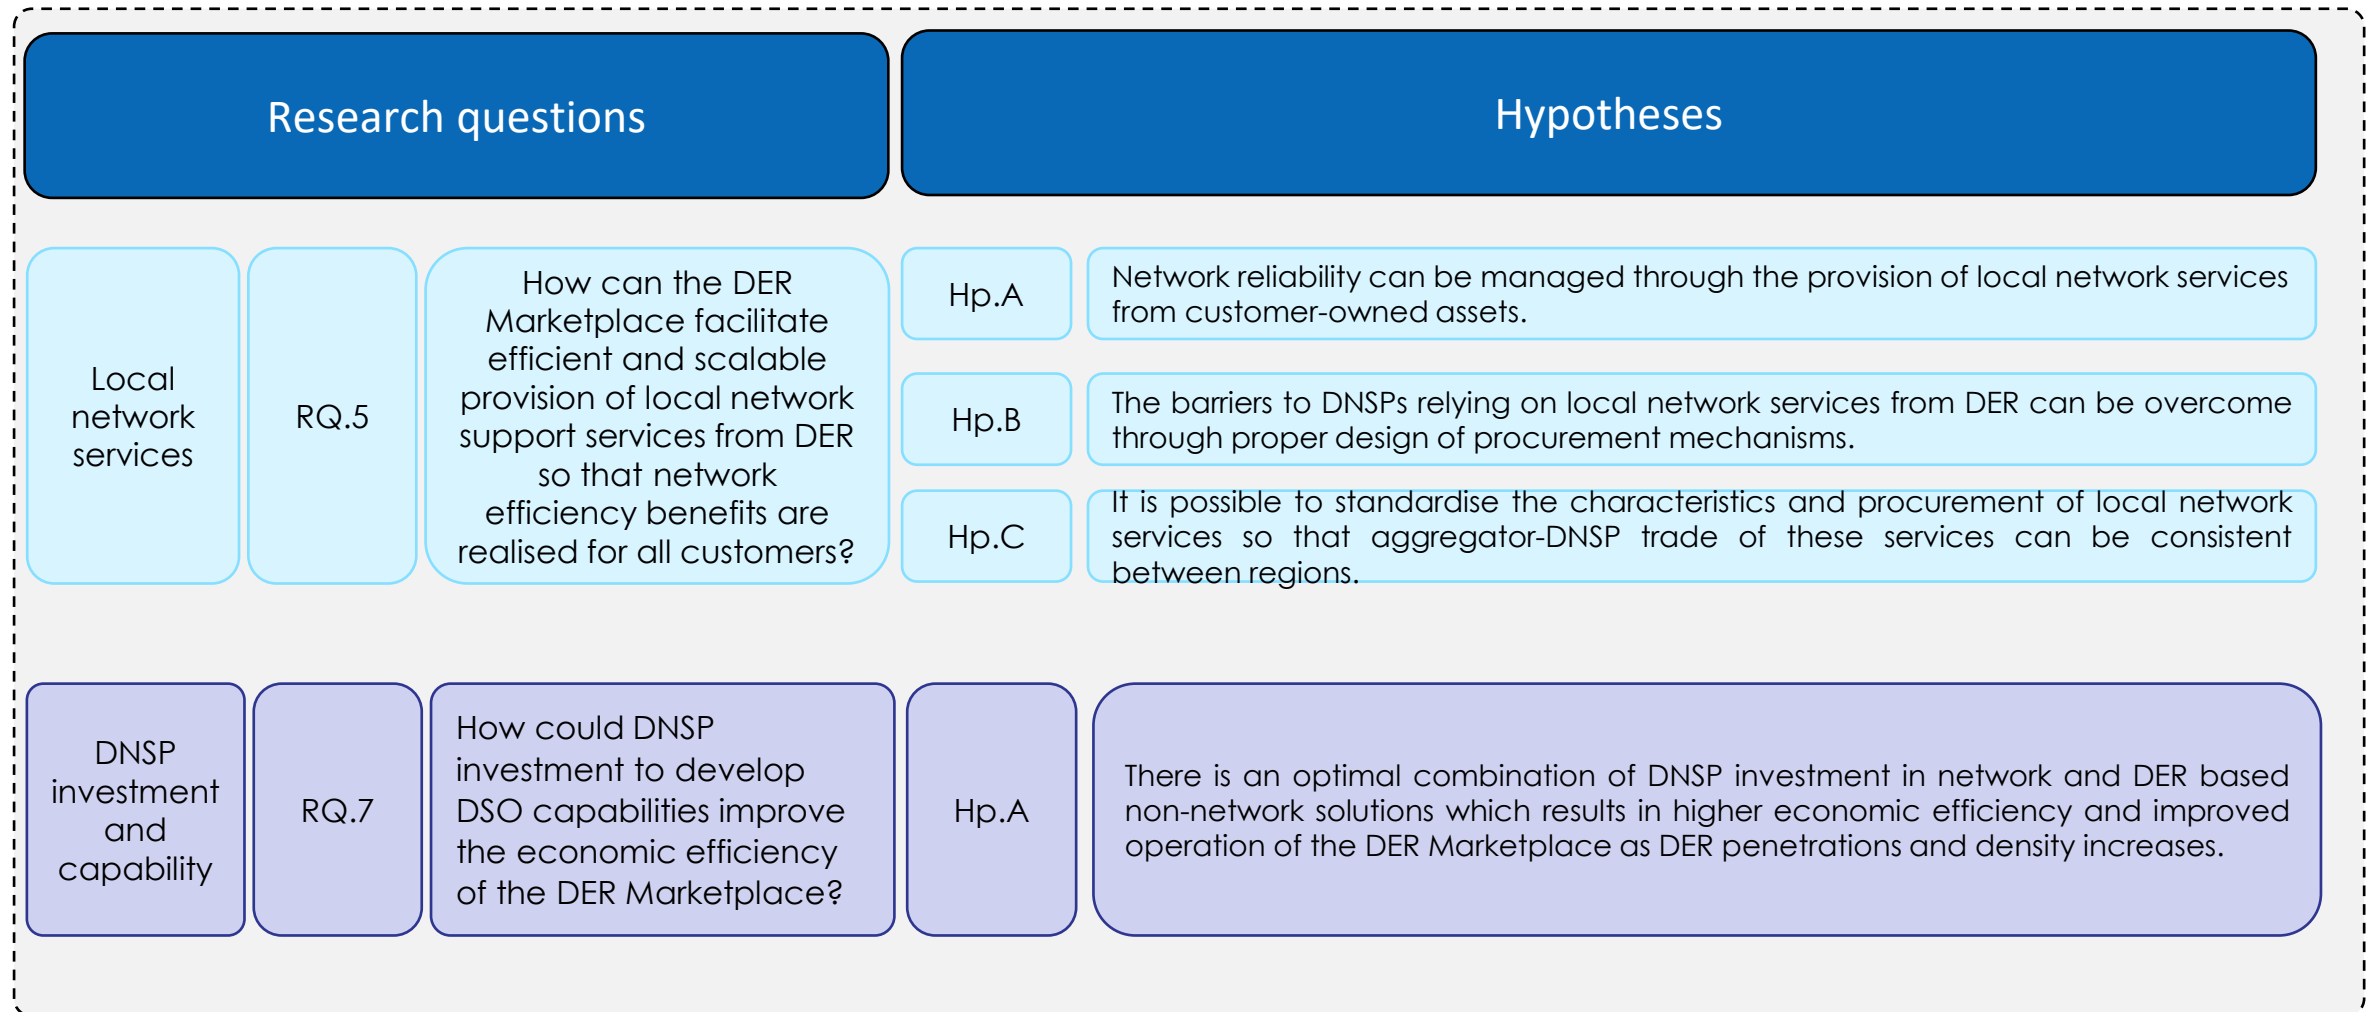 Research questions
Hypotheses
Local
network
services
RQ.5
How can the DER
Marketplace facilitate
efficient and scalable
provision of local network
support services from DER
so that network
efficiency benefits are
realised for all customers?
Hp.A
Network reliability can be managed through the provision of local network services
from customer-owned assets.
Hp.B
The barriers to DNSPs relying on local network services from DER can be overcome
through proper design of procurement mechanisms.
Hp.C
It is possible to standardise the characteristics and procurement of local network
services so that aggregator-DNSP trade of these services can be consistent
between regions.
DNSP
investment
and
capability
RQ.7
How could DNSP
investment to develop
DSO capabilities improve
the economic efficiency
of the DER Marketplace?
Hp.A
There is an optimal combination of DNSP investment in network and DER based
non-network solutions which results in higher economic efficiency and improved
operation of the DER Marketplace as DER penetrations and density increases.